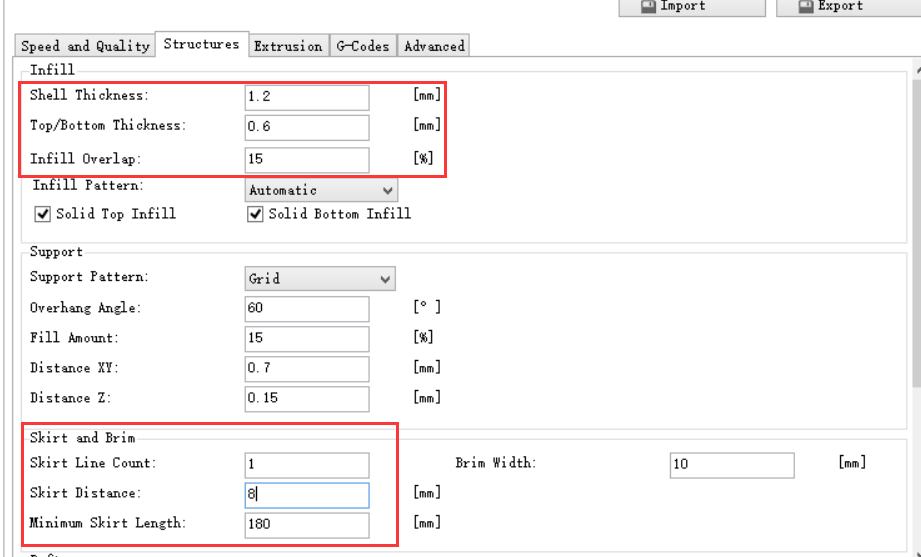 Import Export
Speed and Quality Structures Extrusion G-Codes Advanced
Infill
Shell Thickness: 1.2 [mm]
Top/Bottom Thickness: 0.6 [mm]
Infill Overlap: 15 [%]
Infill Pattern: Automatic
Solid Top Infill Solid Bottom Infill
Support
Support Pattern: Grid
Overhang Angle: 60 [° ]
Fill Amount: 15 [%]
Distance XY: 0.7 [mm]
Distance Z: 0.15 [mm]
Skirt and Brim
Skirt Line Count: 1 Brim Width: 10 [mm]
Skirt Distance: 8 [mm]
Minimum Skirt Length: 180 [mm]